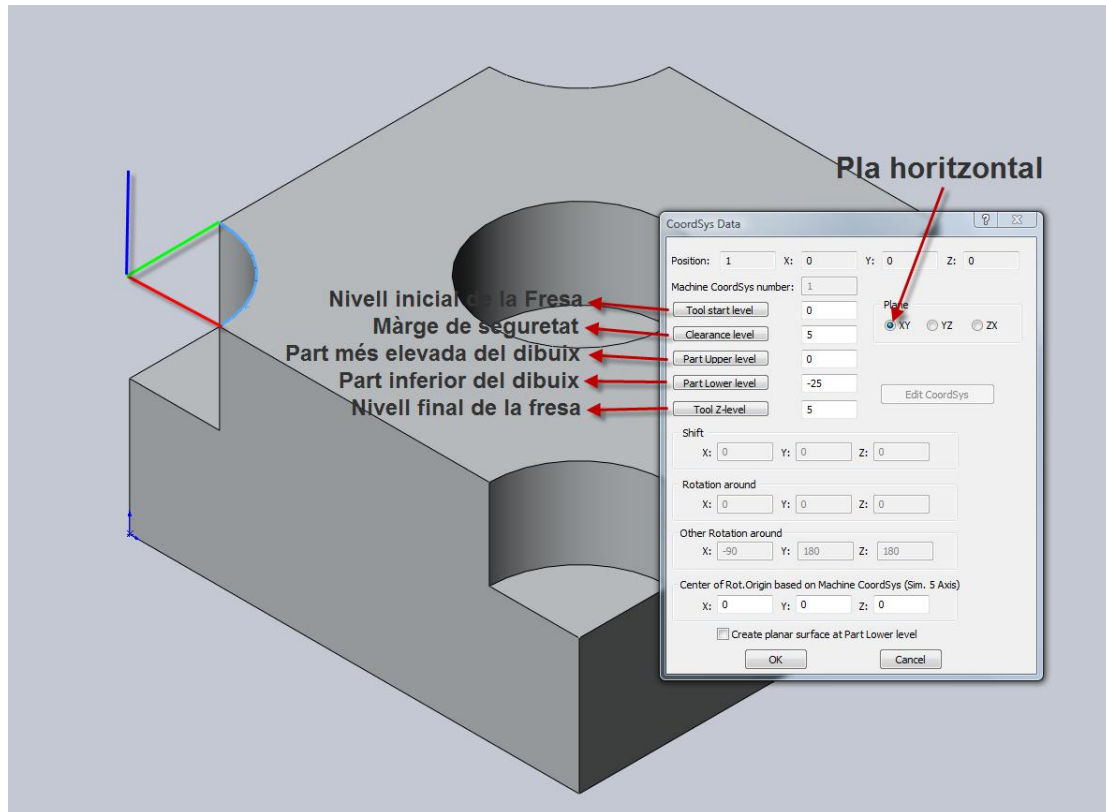 Pla horitzontal
CoordSys Data
Position: 1 X: 0 Y: 0 Z: 0
Machine CoordSys number: 1
Plane
XY YZ ZX
Nivell inicial de la Fresa Tool start level 0
Màrge de seguretat Clearance level 5
Part més elevada del dibuix Part Upper level 0
Part inferior del dibuix Part Lower level -25
Edit CoordSys
Nivell final de la fresa Tool Z-level 5
Shift
X: 0 Y: 0 Z: 0
Rotation around
X: 0 Y: 0 Z: 0
Other Rotation around
X: -90 Y: 180 Z: 180
Center of Rot.Origin based on Machine CoordSys (Sim. 5 Axis)
X: 0 Y: 0 Z: 0
Create planar surface at Part Lower level
OK Cancel